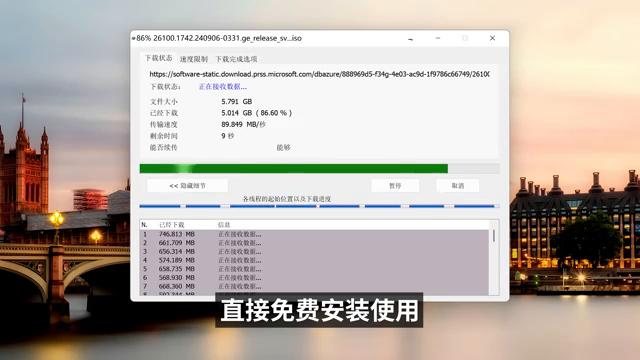 86% 26100.1742.240906-0331.ge_release_sv...iso
下载状态 速度限制 下载完成选项
https://software-static.download.prss.microsoft.com/dbazure/888969d5-f34g-4e03-ac9d-1f9786c66749/26100
下载状态: 正在接收数据...
文件大小 5.791 GB
已经下载 5.014 GB ( 86.60 % )
传输速度 89.849 MB/秒
剩余时间 9 秒
能否续传 能够
<< 隐藏细节 暂停 取消
各线程的起始位置以及下载进度
N. 已经下载 信息
1 746.813 MB 正在接收数据...
2 661.709 MB 正在接收数据...
3 656.314 MB 正在接收数据...
4 574.189 MB 正在接收数据...
5 658.735 MB 正在接收数据...
6 568.930 MB 正在接收数据...
7 668.360 MB 正在接收数据...
直接免费安装使用